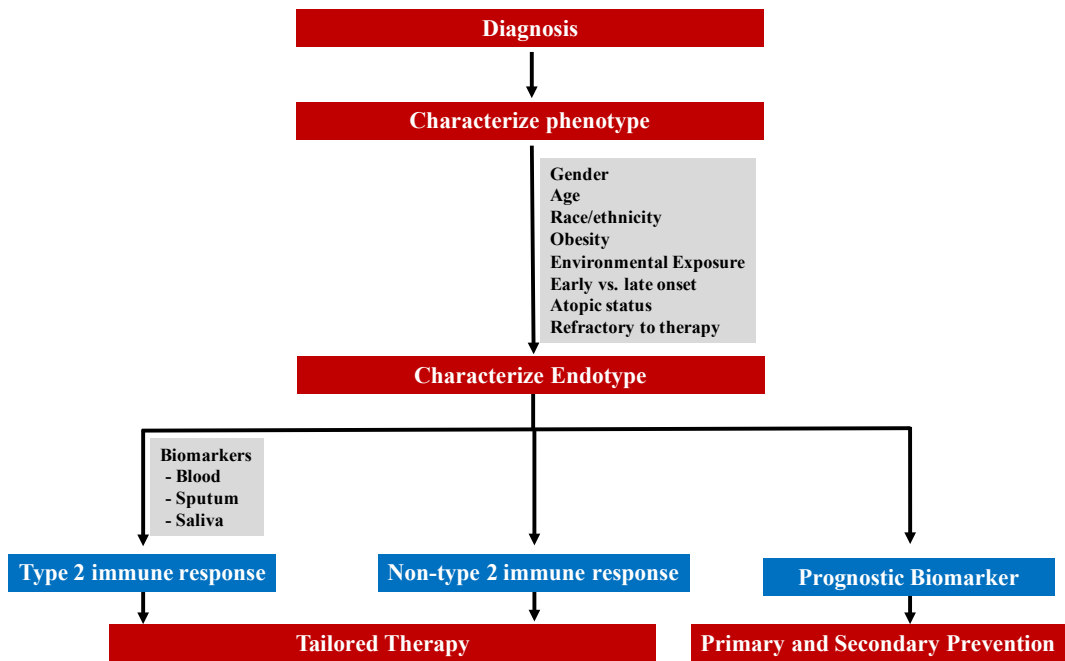 Diagnosis
Characterize phenotype
Gender
Age
Race/ethnicity
Obesity
Environmental Exposure
Early vs. late onset
Atopic status
Refractory to therapy
Characterize Endotype
Biomarkers
- Blood
- Sputum
- Saliva
Type 2 immune response
Non-type 2 immune response
Prognostic Biomarker
Tailored Therapy
Primary and Secondary Prevention